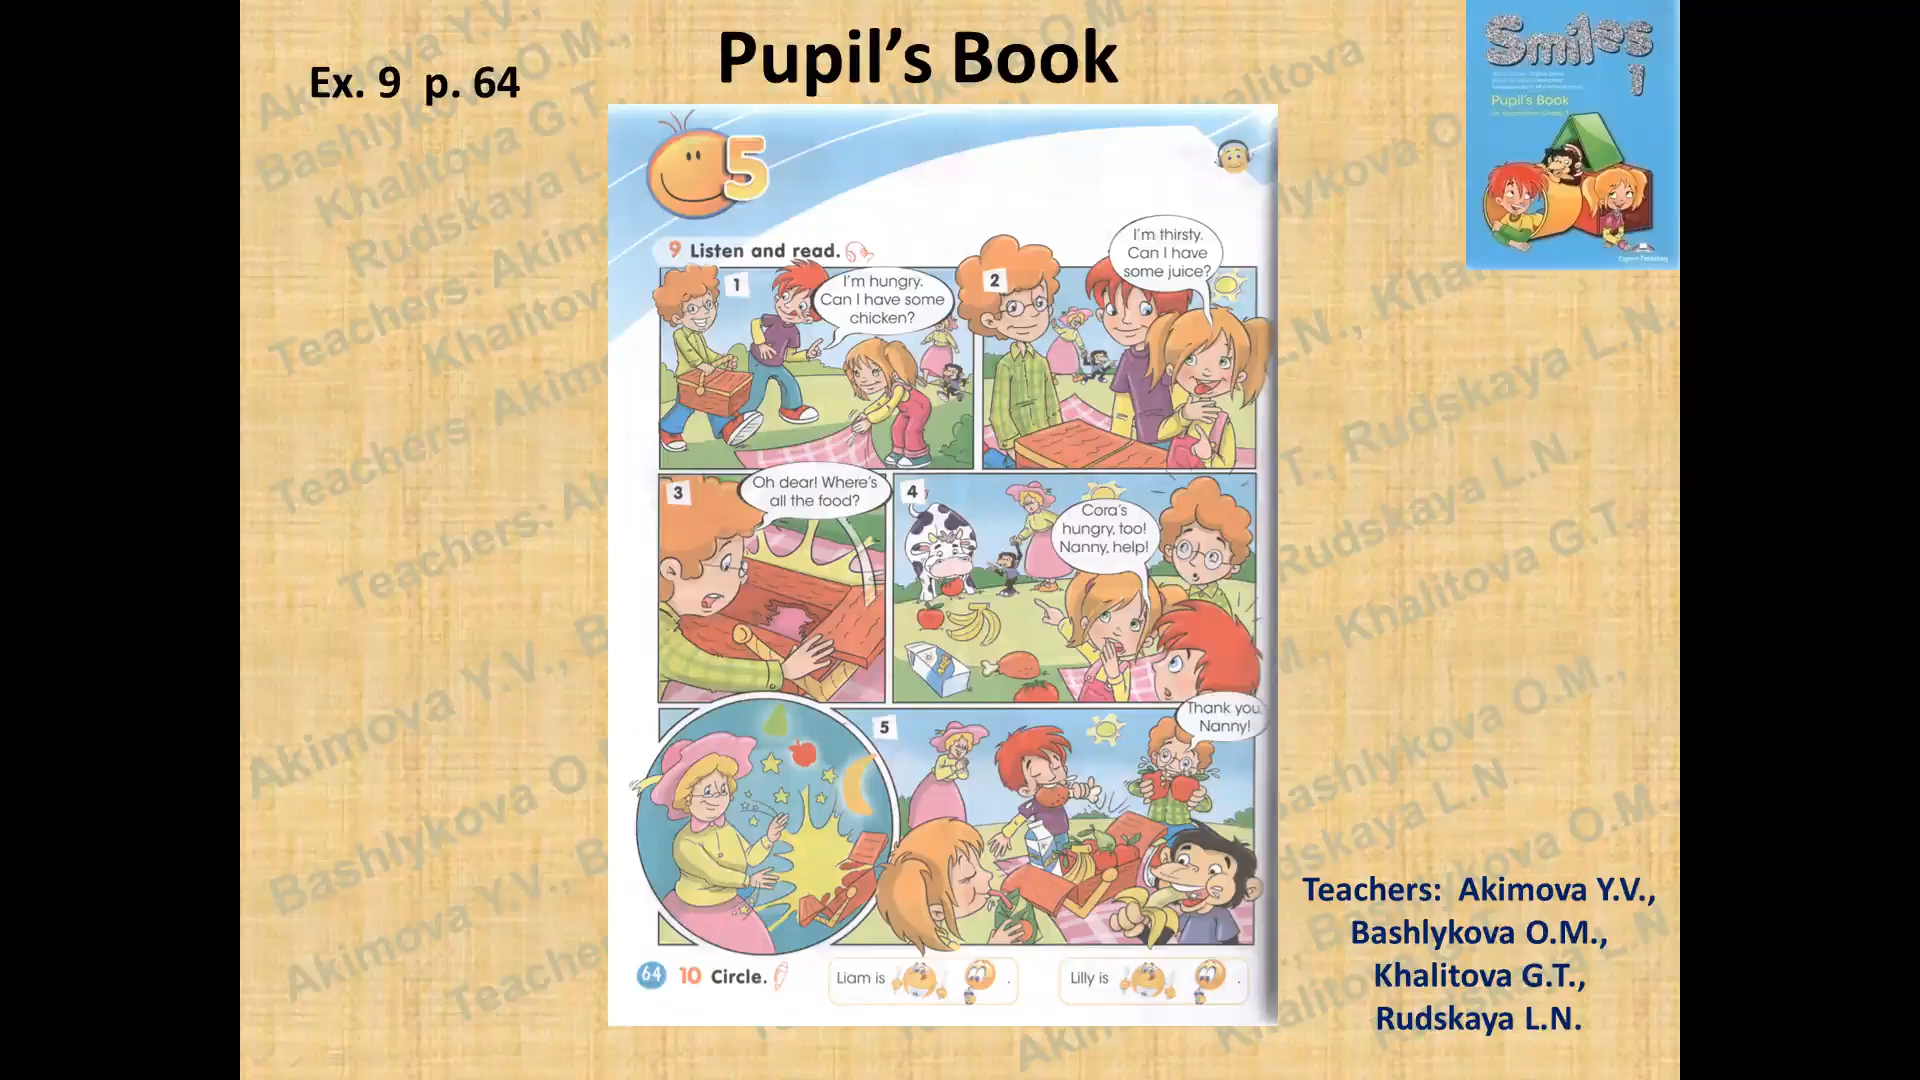 Pupil's Book
Ex. 9 p. 64
Smiles
1
Pupil's Book
5
9 Listen and read.
1
I'm hungry.
Can I have some
chicken?
2
I'm thirsty.
Can I have
some juice?
3
Oh dear! Where's
all the food?
4
Cora's
hungry, too!
Nanny, help!
5
Thank you,
Nanny!
64 10 Circle.
Liam is .
Lilly is .
Teachers: Akimova Y.V.,
Bashlykova O.M.,
Khalitova G.T.,
Rudskaya L.N.